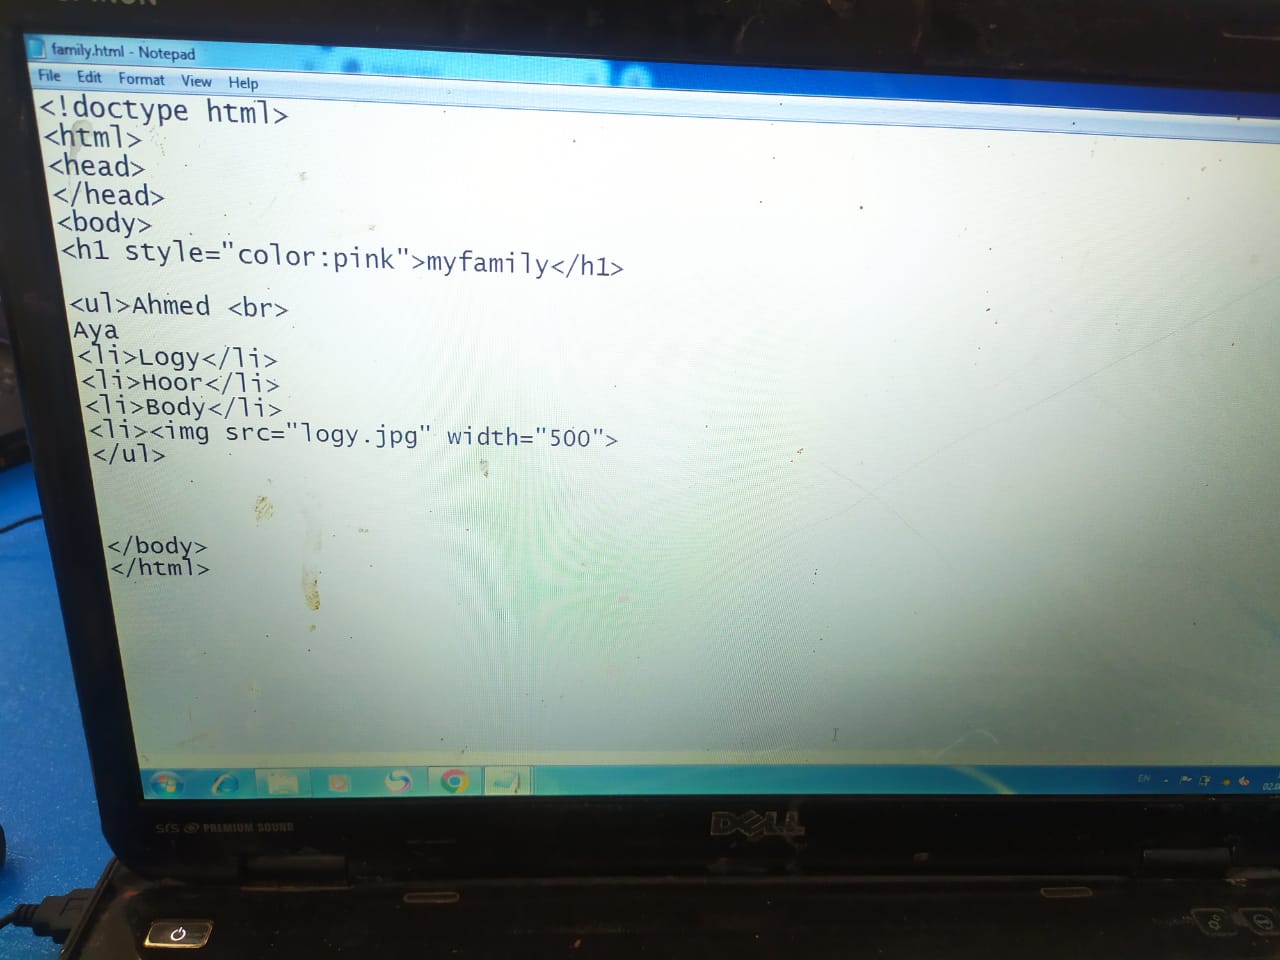 family.html - Notepad
File Edit Format View Help
<!doctype html>
<html>
<head>
</head>
<body>
<h1 style="color:pink">myfamily</h1>
<ul>Ahmed <br>
Aya
<li>Logy</li>
<li>Hoor</li>
<li>Body</li>
<li><img src="logy.jpg" width="500">
</ul>
</body>
</html>
EN
SRS PREMIUM SOUND
DELL